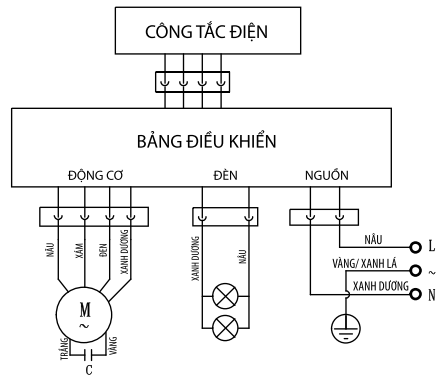 CÔNG TẮC ĐIỆN
BẢNG ĐIỀU KHIỂN
ĐỘNG CƠ
ĐÈN
NGUỒN
NÂU
XÁM
ĐEN
XANH DƯƠNG
XANH DƯƠNG
NÂU
NÂU
L
VÀNG/ XANH LÁ
~
XANH DƯƠNG
N
M
~
TRẮNG
VÀNG
C